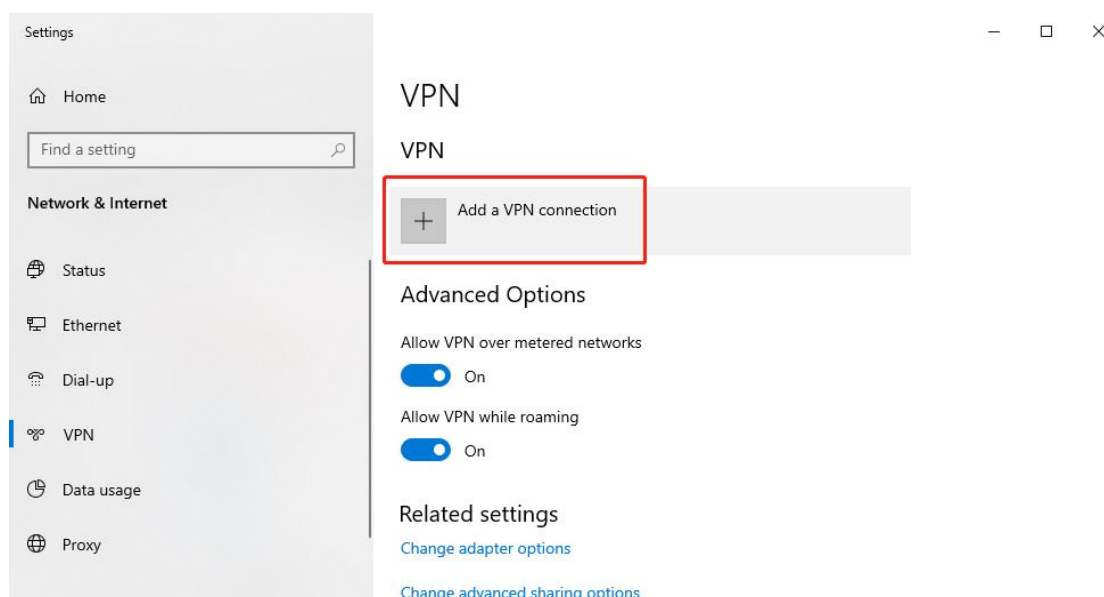 Settings
Home
Find a setting
Network & Internet
Status
Ethernet
Dial-up
VPN
Data usage
Proxy
VPN
VPN
Add a VPN connection
Advanced Options
Allow VPN over metered networks
On
Allow VPN while roaming
On
Related settings
Change adapter options
Change advanced sharing options